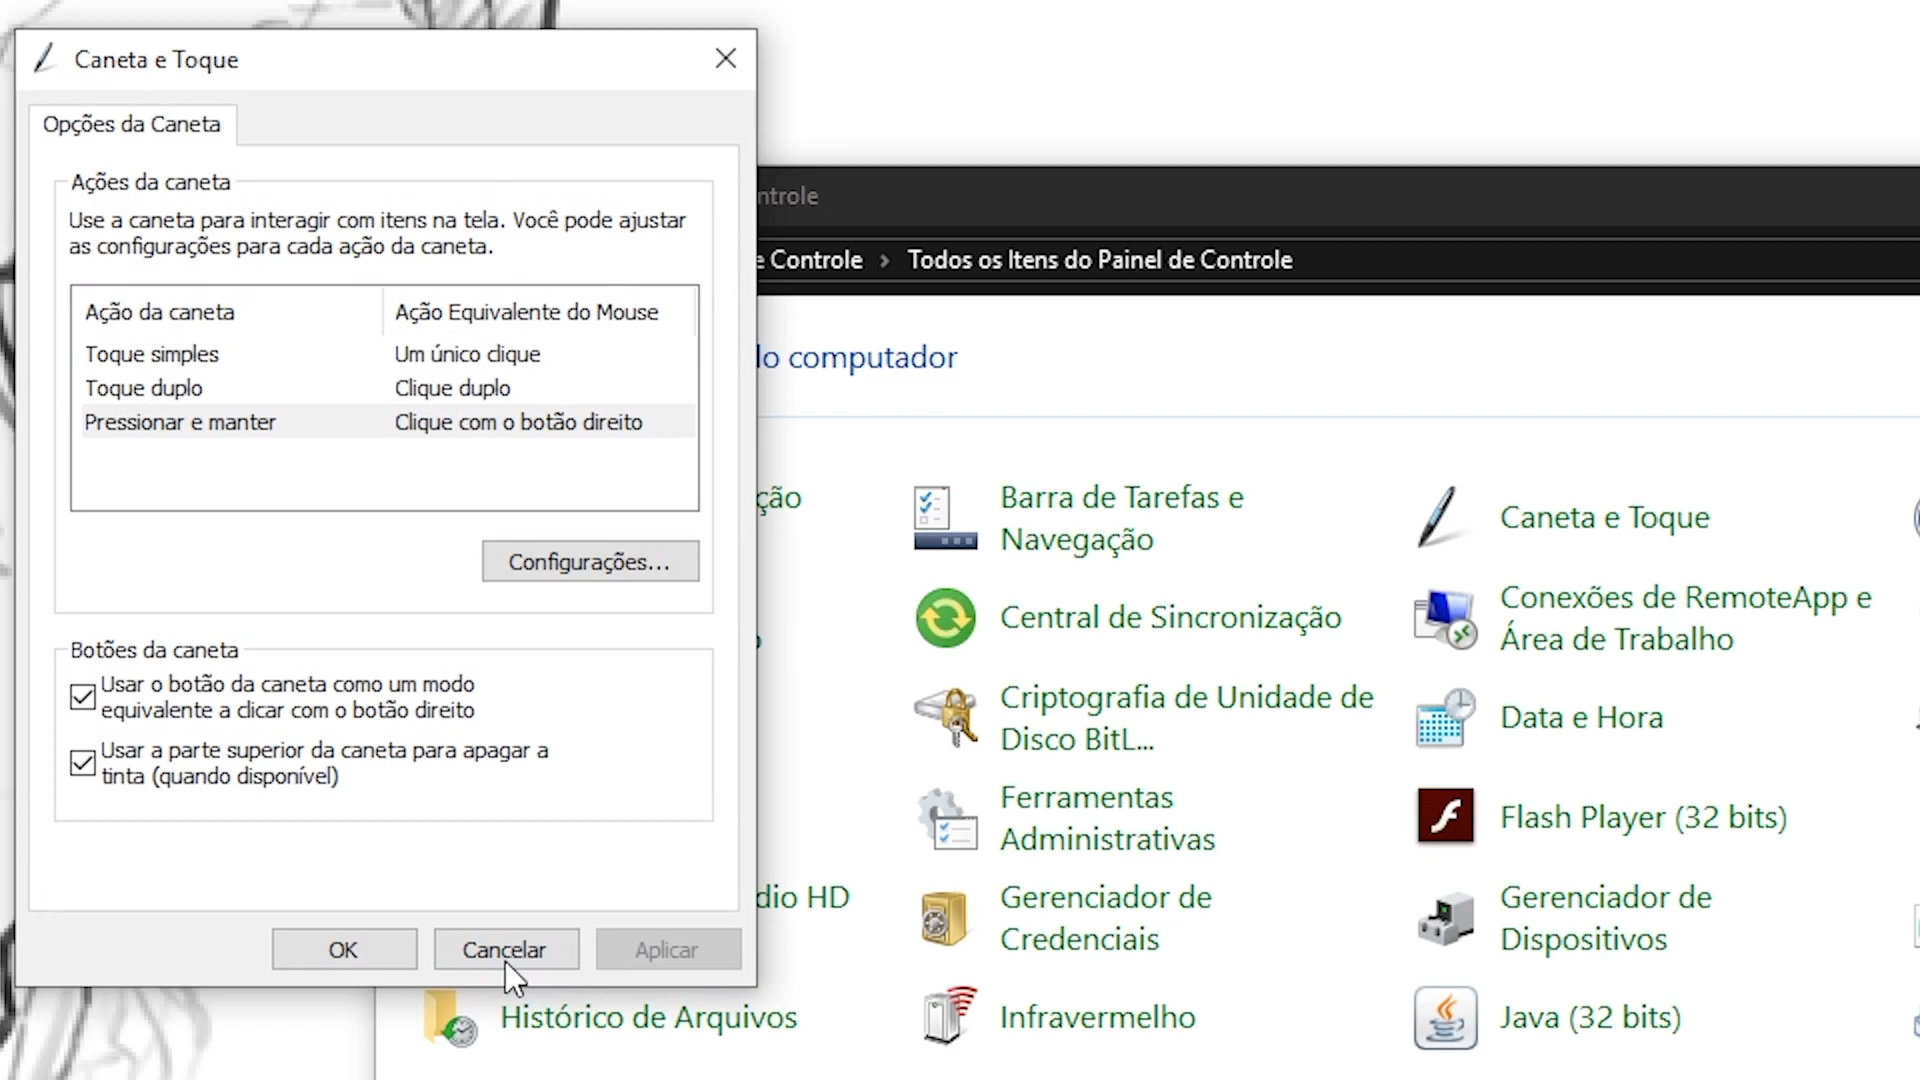 Caneta e Toque
Opções da Caneta
Ações da caneta
Use a caneta para interagir com itens na tela. Você pode ajustar
as configurações para cada ação da caneta.
Ação da caneta Ação Equivalente do Mouse
Toque simples Um único clique
Toque duplo Clique duplo
Pressionar e manter Clique com o botão direito
Configurações...
Botões da caneta
Usar o botão da caneta como um modo
equivalente a clicar com o botão direito
Usar a parte superior da caneta para apagar a
tinta (quando disponível)
OK Cancelar Aplicar
ntrole
e Controle > Todos os Itens do Painel de Controle
lo computador
ção
Barra de Tarefas e
Navegação
Caneta e Toque
Central de Sincronização
Conexões de RemoteApp e
Área de Trabalho
Criptografia de Unidade de
Disco BitL...
Data e Hora
Ferramentas
Administrativas
Flash Player (32 bits)
dio HD
Gerenciador de
Credenciais
Gerenciador de
Dispositivos
Histórico de Arquivos
Infravermelho
Java (32 bits)